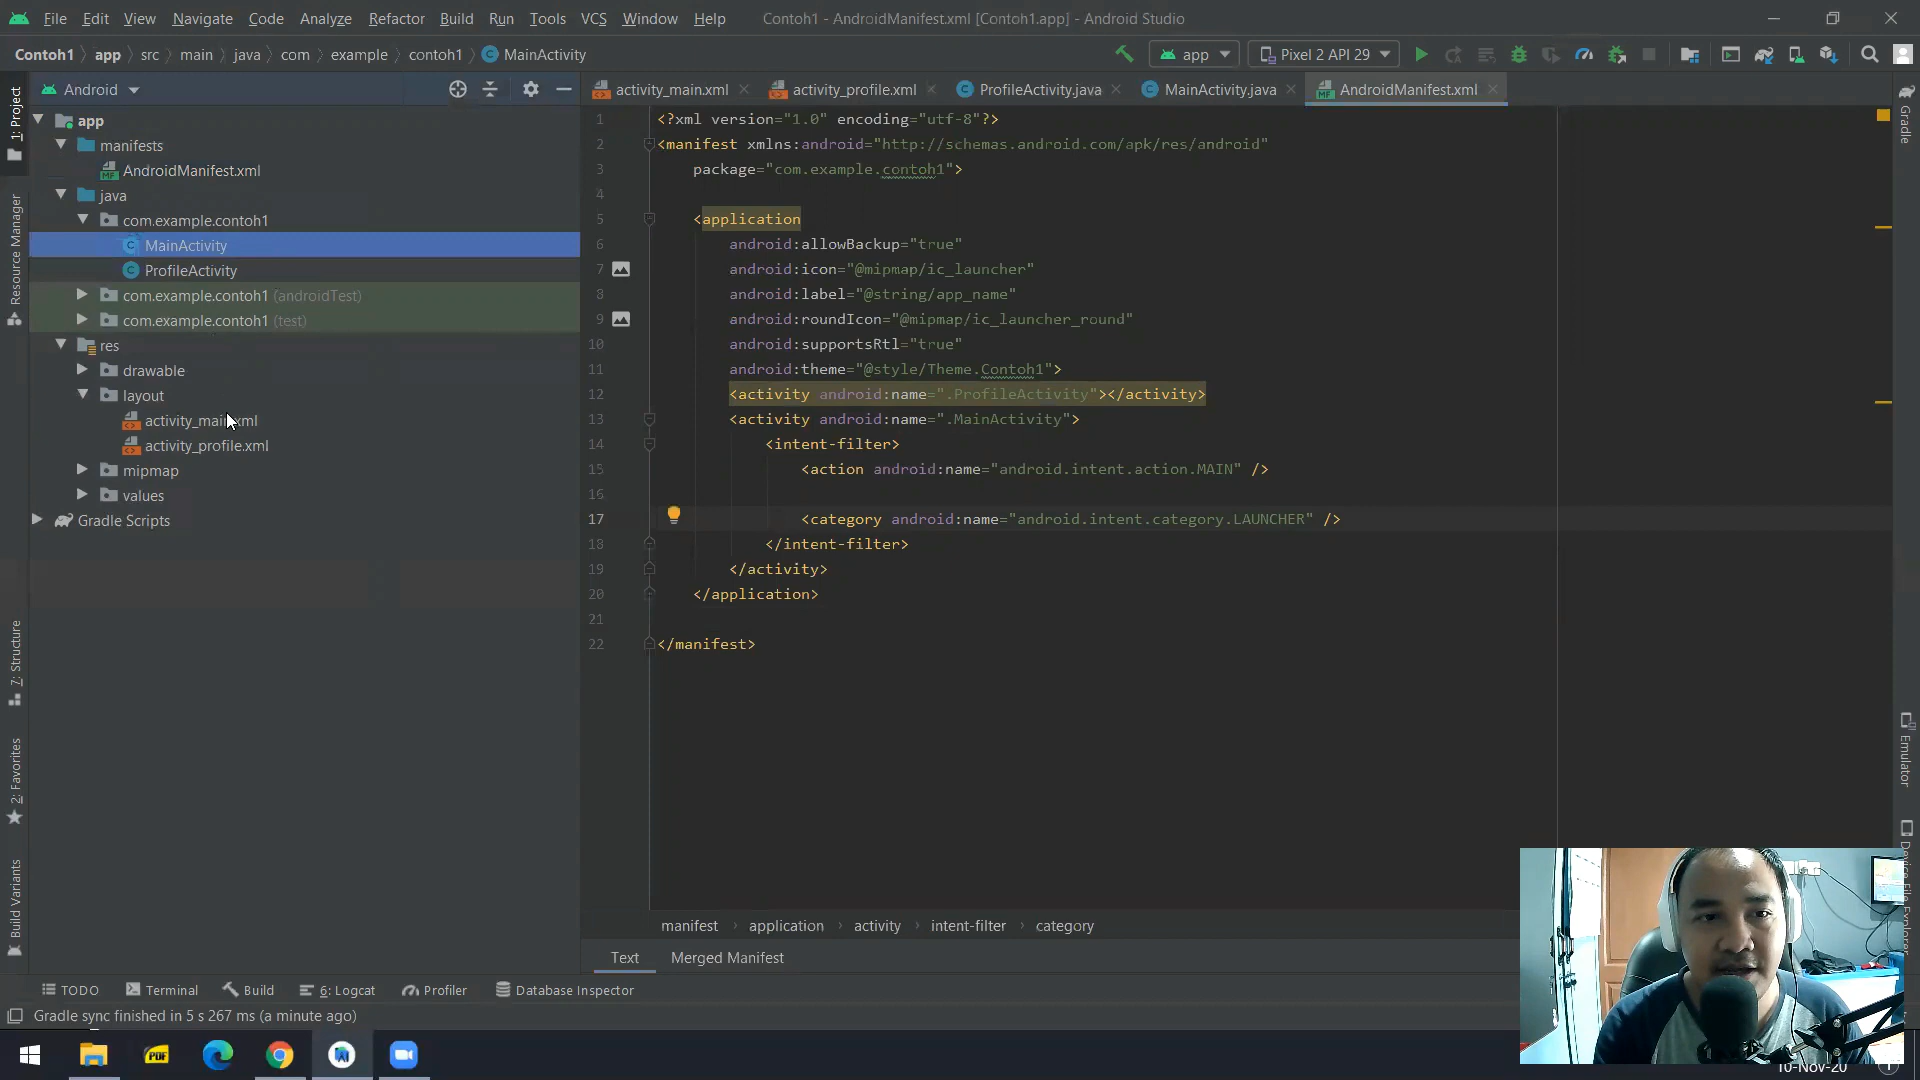 File Edit View Navigate Code Analyze Refactor Build Run Tools VCS Window Help Contoh1 - AndroidManifest.xml [Contoh1.app] - Android Studio
Contoh1 app src main java com example contoh1 MainActivity app Pixel 2 API 29
Android
activity_main.xml activity_profile.xml ProfileActivity.java MainActivity.java AndroidManifest.xml
1: Project
Resource Manager
7: Structure
2: Favorites
Build Variants
app
manifests
AndroidManifest.xml
java
com.example.contoh1
MainActivity
ProfileActivity
com.example.contoh1 (androidTest)
com.example.contoh1 (test)
res
drawable
layout
activity_main.xml
activity_profile.xml
mipmap
values
Gradle Scripts
1 <?xml version="1.0" encoding="utf-8"?>
2 <manifest xmlns:android="http://schemas.android.com/apk/res/android"
3 package="com.example.contoh1">
4
5 <application
6 android:allowBackup="true"
7 android:icon="@mipmap/ic_launcher"
8 android:label="@string/app_name"
9 android:roundIcon="@mipmap/ic_launcher_round"
10 android:supportsRtl="true"
11 android:theme="@style/Theme.Contoh1">
12 <activity android:name=".ProfileActivity"></activity>
13 <activity android:name=".MainActivity">
14 <intent-filter>
15 <action android:name="android.intent.action.MAIN" />
16
17 <category android:name="android.intent.category.LAUNCHER" />
18 </intent-filter>
19 </activity>
20 </application>
21
22 </manifest>
Gradle
Emulator
Device File Explorer
manifest application activity intent-filter category
Text Merged Manifest
TODO Terminal Build 6: Logcat Profiler Database Inspector
Gradle sync finished in 5 s 267 ms (a minute ago)
PDF
10-Nov-20